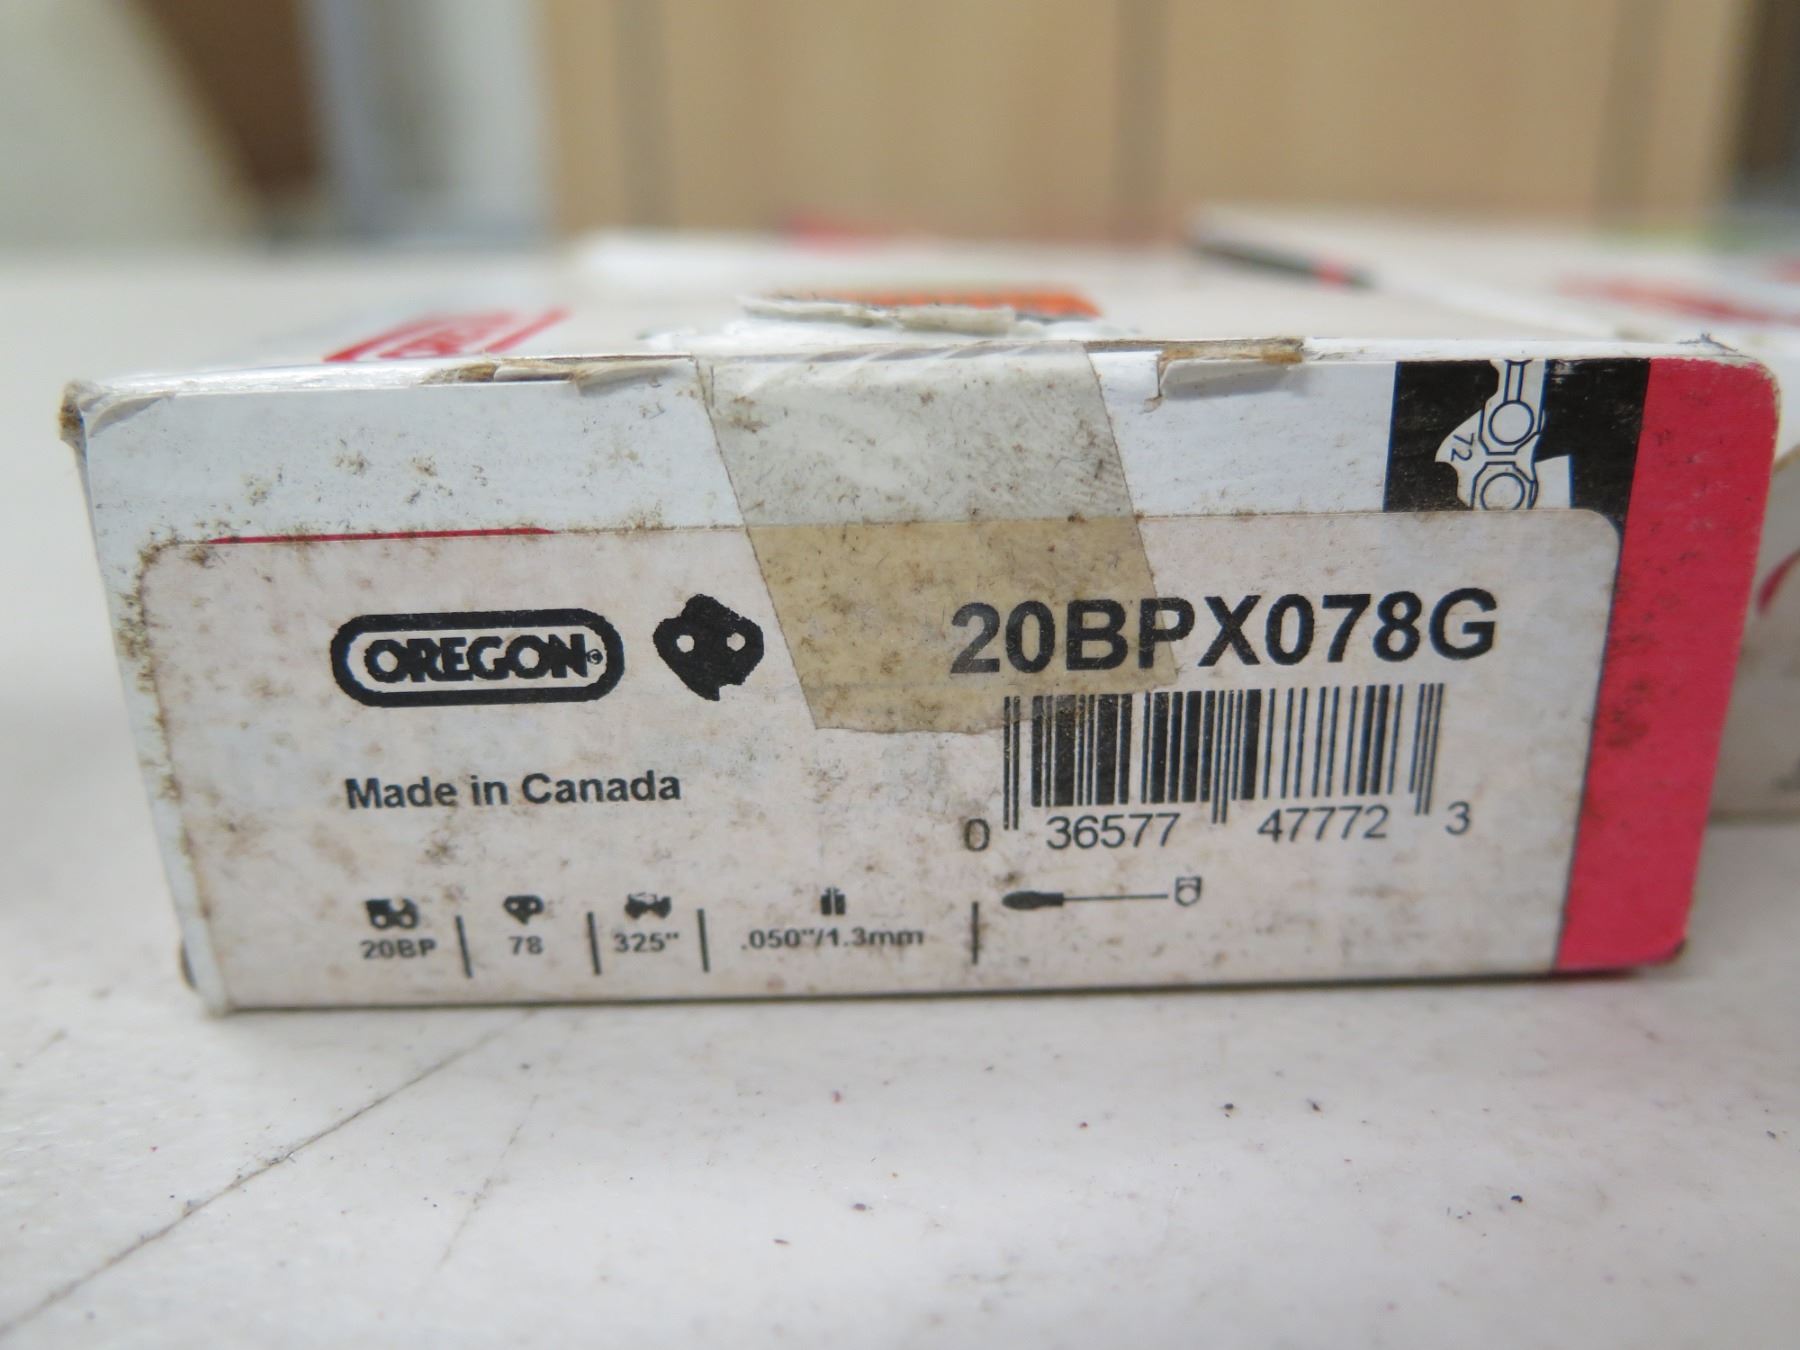 72
OREGON®
20BPX078G
Made in Canada
0 36577 47772 3
20BP | 78 | 325" | .050"/1.3mm |